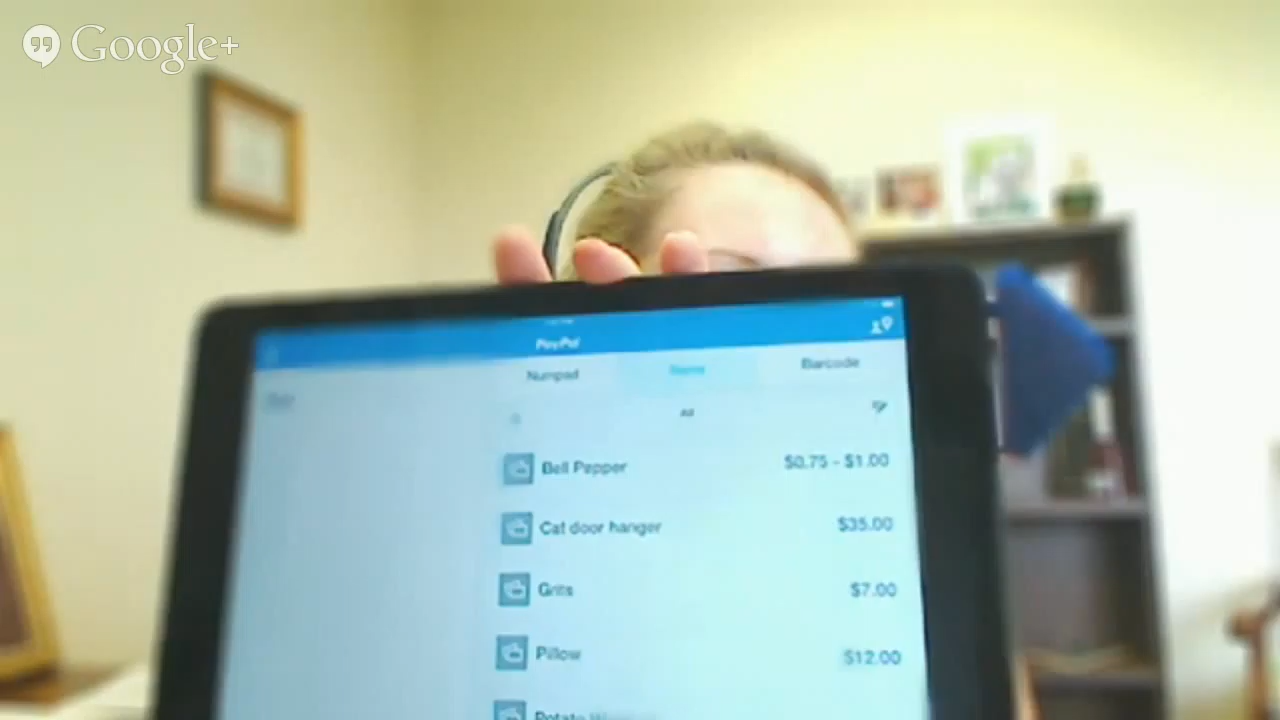 Google+
PayPal
Numpad Items Barcode
All
Bell Pepper $0.75 - $1.00
Cat door hanger $35.00
Grits $7.00
Pillow $12.00
Potato